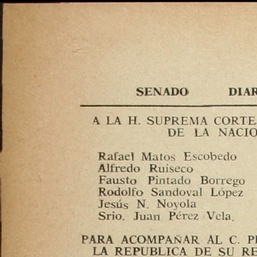 SENADO DIAR
A LA H. SUPREMA CORTE
DE LA NACIO
Rafael Matos Escobedo
Alfredo Ruiseco
Fausto Pintado Borrego
Rodolfo Sandoval López
Jesús N. Noyola
Srio. Juan Pérez Vela.
PARA ACOMPAÑAR AL C. P
LA REPUBLICA DE SU RE